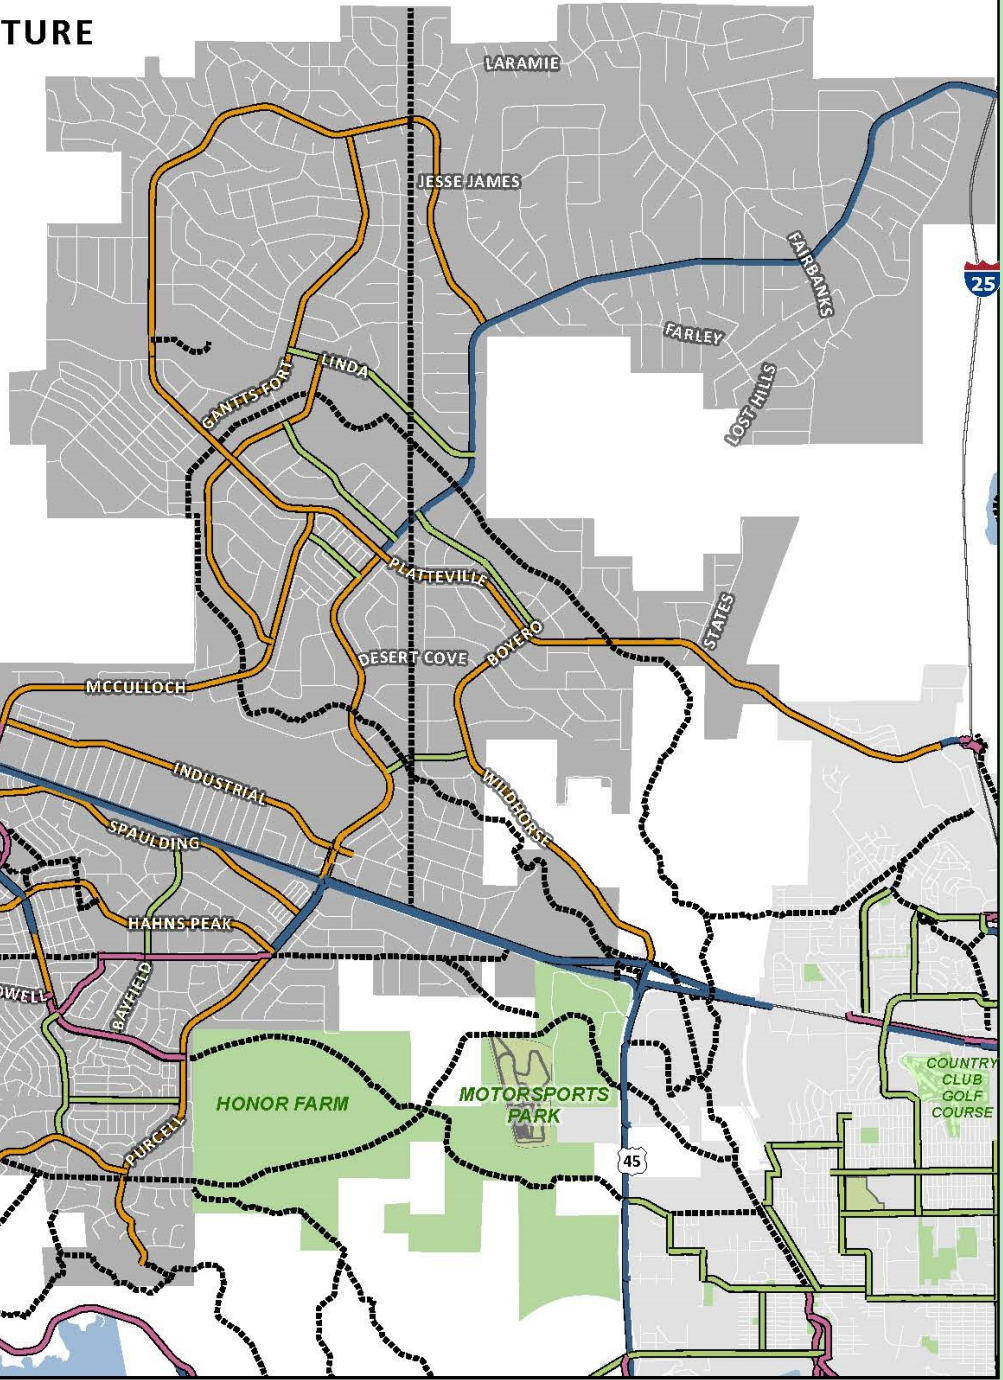 TURE
LARAMIE
JESSE JAMES
FAIRBANKS
25
FARLEY
LINDA
GANTTS FORT
LOST HILLS
PLATTEVILLE
STATES
BOYERO
DESERT COVE
MCCULLOCH
INDUSTRIAL
WILDHORSE
SPAULDING
HAHNS PEAK
OWELL
BAYFIELD
COUNTRY
CLUB
GOLF
COURSE
HONOR FARM
MOTORSPORTS
PARK
PURCELL
45